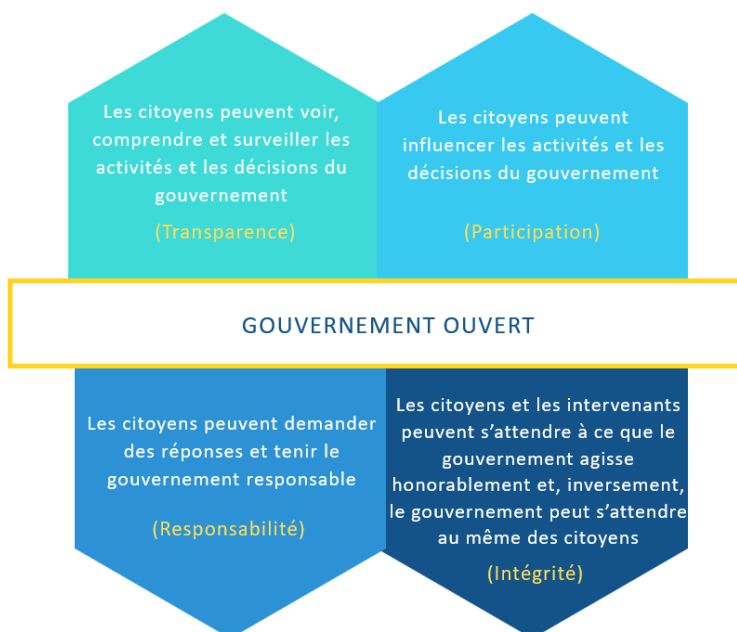 Les citoyens peuvent voir,
comprendre et surveiller les
activités et les décisions du
gouvernement
(Transparence)
Les citoyens peuvent
influencer les activités et les
décisions du gouvernement
(Participation)
GOUVERNEMENT OUVERT
Les citoyens peuvent demander
des réponses et tenir le
gouvernement responsable
(Responsabilité)
Les citoyens et les intervenants
peuvent s’attendre à ce que le
gouvernement agisse
honorablement et, inversement,
le gouvernement peut s’attendre
au même des citoyens
(Intégrité)